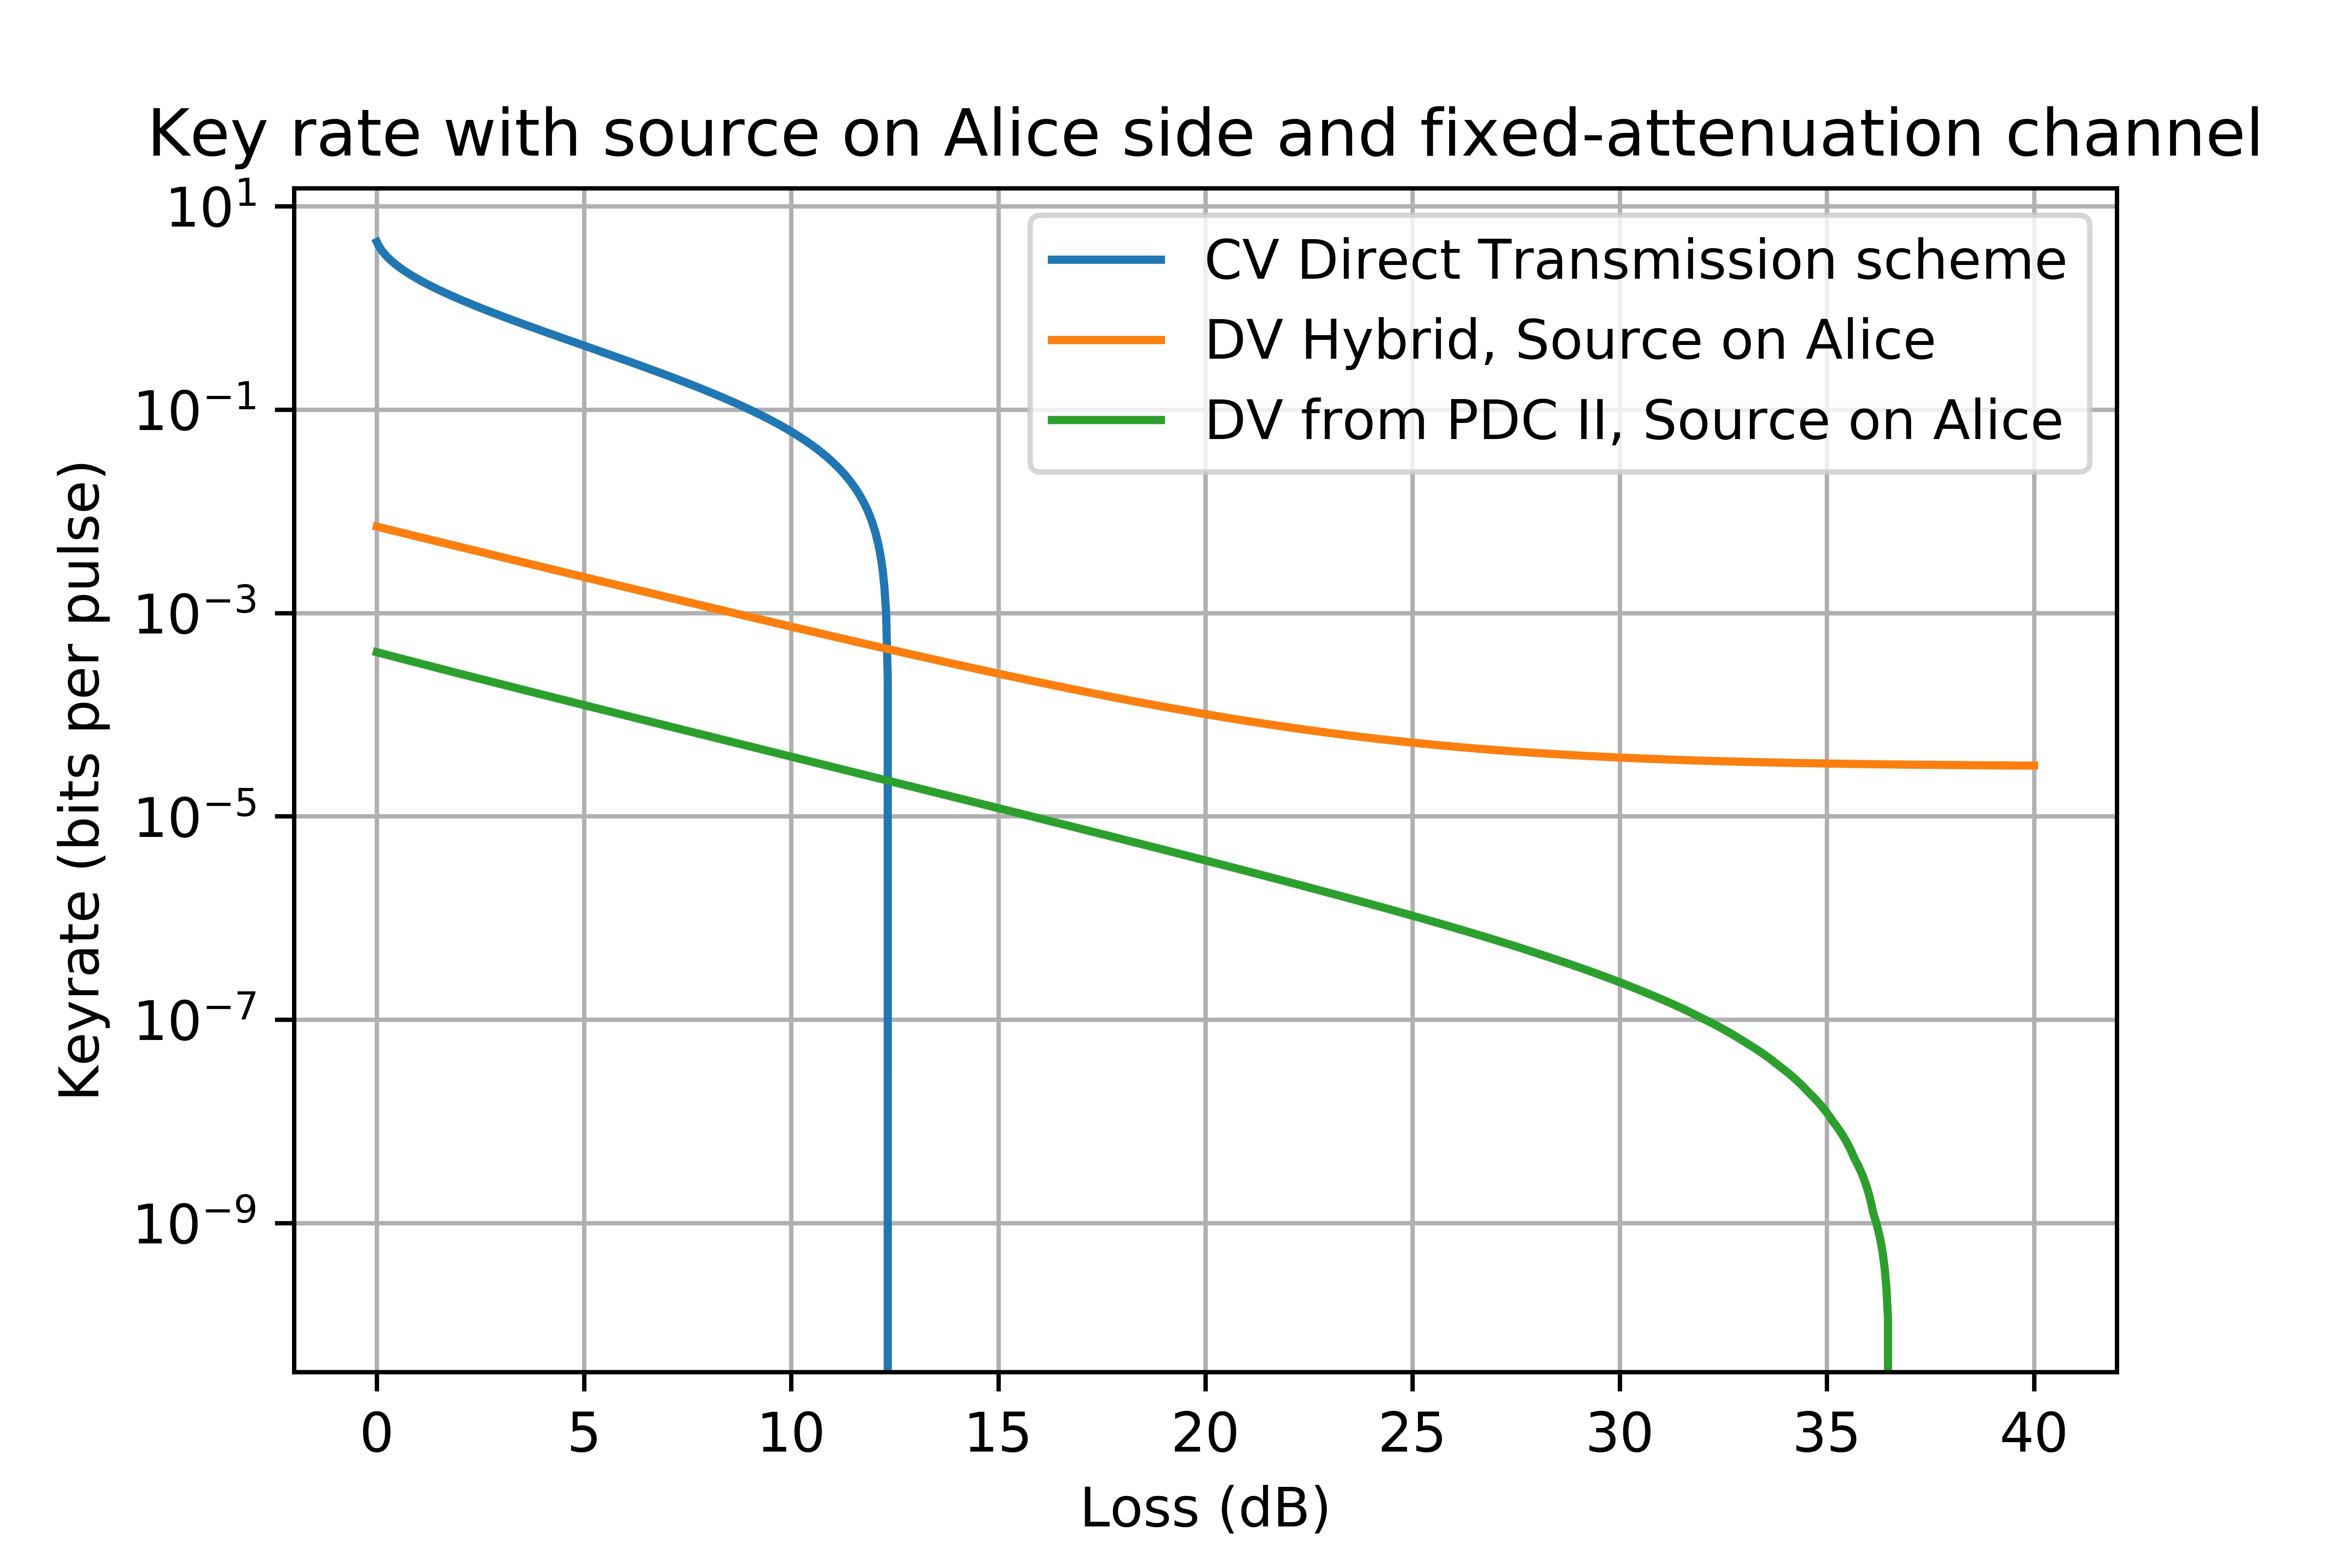 Key rate with source on Alice side and fixed-attenuation channel
CV Direct Transmission scheme
DV Hybrid, Source on Alice
DV from PDC II, Source on Alice
Keyrate (bits per pulse)
10¹
10⁻¹
10⁻³
10⁻⁵
10⁻⁷
10⁻⁹
0 5 10 15 20 25 30 35 40
Loss (dB)